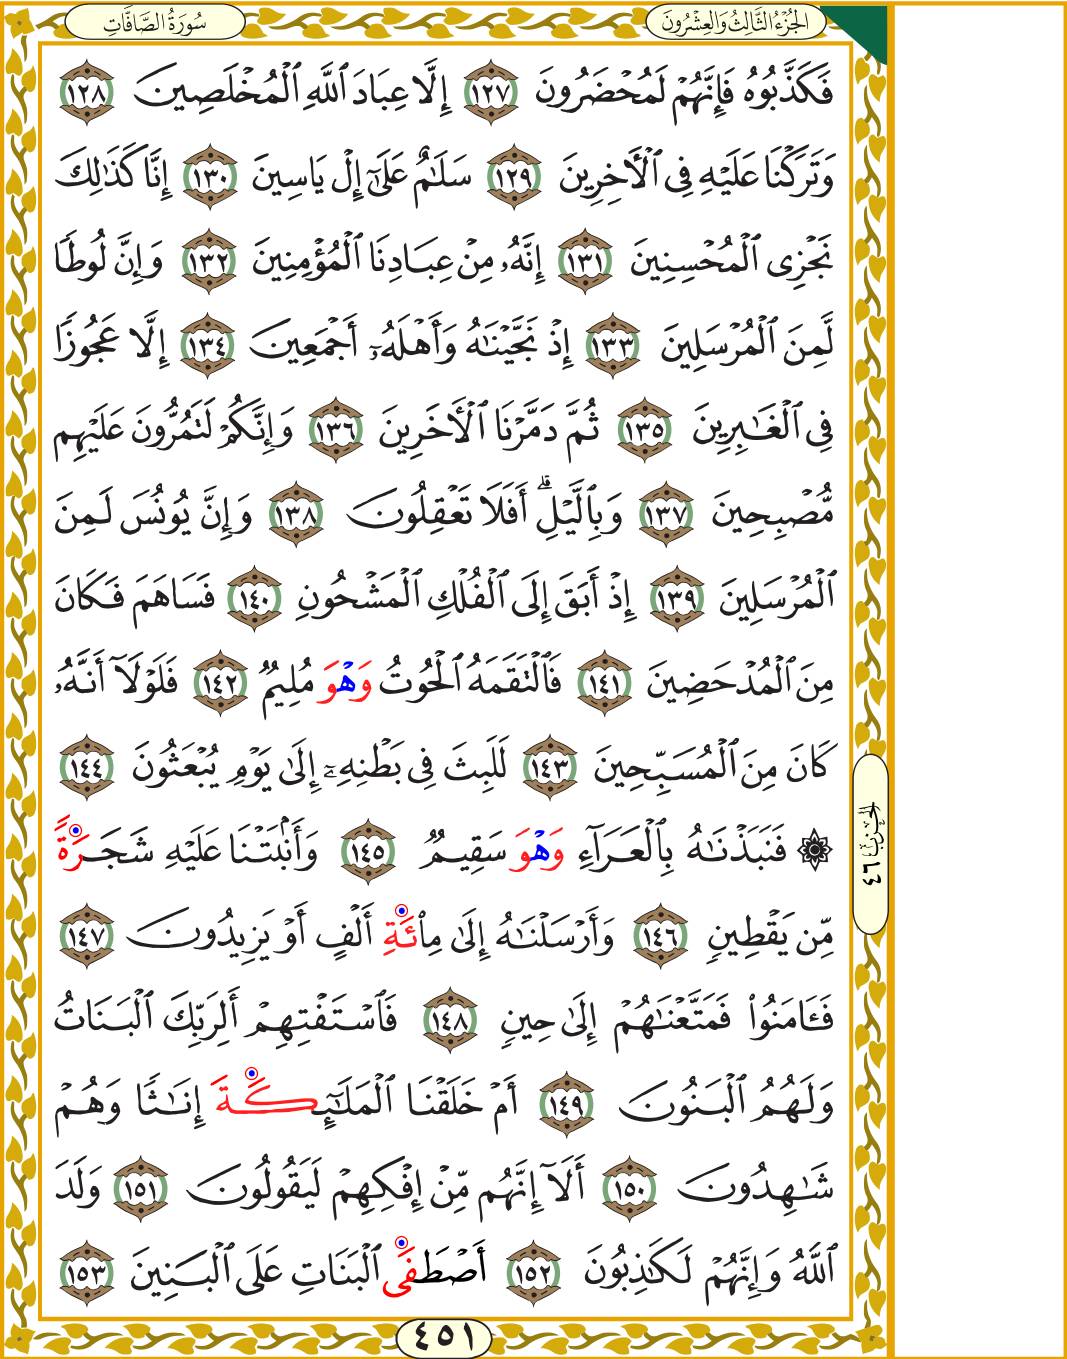 سُورَةُ الصَّافَّاتِ
الجُزْءُ الثَّالِثُ وَالعِشْرُونَ
فَكَذَّبُوهُ فَإِنَّهُمْ لَمُحْضَرُونَ ١٢٧ إِلَّا عِبَادَ ٱللَّهِ ٱلْمُخْلَصِينَ ١٢٨
وَتَرَكْنَا عَلَيْهِ فِى ٱلْأَخِرِينَ ١٢٩ سَلَٰمٌ عَلَىٰٓ إِلْ يَاسِينَ ١٣٠ إِنَّا كَذَٰلِكَ
نَجْزِى ٱلْمُحْسِنِينَ ١٣١ إِنَّهُۥ مِنْ عِبَادِنَا ٱلْمُؤْمِنِينَ ١٣٢ وَإِنَّ لُوطًا
لَّمِنَ ٱلْمُرْسَلِينَ ١٣٣ إِذْ نَجَّيْنَٰهُ وَأَهْلَهُۥٓ أَجْمَعِينَ ١٣٤ إِلَّا عَجُوزًا
فِى ٱلْغَٰبِرِينَ ١٣٥ ثُمَّ دَمَّرْنَا ٱلْأَخَرِينَ ١٣٦ وَإِنَّكُمْ لَتَمُرُّونَ عَلَيْهِم
مُّصْبِحِينَ ١٣٧ وَبِٱلَّيْلِۗ أَفَلَا تَعْقِلُونَ ١٣٨ وَإِنَّ يُونُسَ لَمِنَ
ٱلْمُرْسَلِينَ ١٣٩ إِذْ أَبَقَ إِلَى ٱلْفُلْكِ ٱلْمَشْحُونِ ١٤٠ فَسَاهَمَ فَكَانَ
مِنَ ٱلْمُدْحَضِينَ ١٤١ فَٱلْتَقَمَهُ ٱلْحُوتُ وَهْوَ مُلِيمٌ ١٤٢ فَلَوْلَآ أَنَّهُۥ
كَانَ مِنَ ٱلْمُسَبِّحِينَ ١٤٣ لَلَبِثَ فِى بَطْنِهِۦٓ إِلَىٰ يَوْمِ يُبْعَثُونَ ١٤٤
۞ فَنَبَذْنَٰهُ بِٱلْعَرَآءِ وَهْوَ سَقِيمٌ ١٤٥ وَأَنۢبَتْنَا عَلَيْهِ شَجَرَةً
مِّن يَقْطِينٍ ١٤٦ وَأَرْسَلْنَٰهُ إِلَىٰ مِا۟ئَةِ أَلْفٍ أَوْ يَزِيدُونَ ١٤٧
فَـَٔامَنُوا۟ فَمَتَّعْنَٰهُمْ إِلَىٰ حِينٍ ١٤٨ فَٱسْتَفْتِهِمْ أَلِرَبِّكَ ٱلْبَنَاتُ
وَلَهُمُ ٱلْبَنُونَ ١٤٩ أَمْ خَلَقْنَا ٱلْمَلَٰٓئِكَةَ إِنَٰثًا وَهُمْ
شَٰهِدُونَ ١٥٠ أَلَآ إِنَّهُم مِّنْ إِفْكِهِمْ لَيَقُولُونَ ١٥١ وَلَدَ
ٱللَّهُ وَإِنَّهُمْ لَكَٰذِبُونَ ١٥٢ أَصْطَفَى ٱلْبَنَاتِ عَلَى ٱلْبَنِينَ ١٥٣
الحزب ٤٦
٤٥١